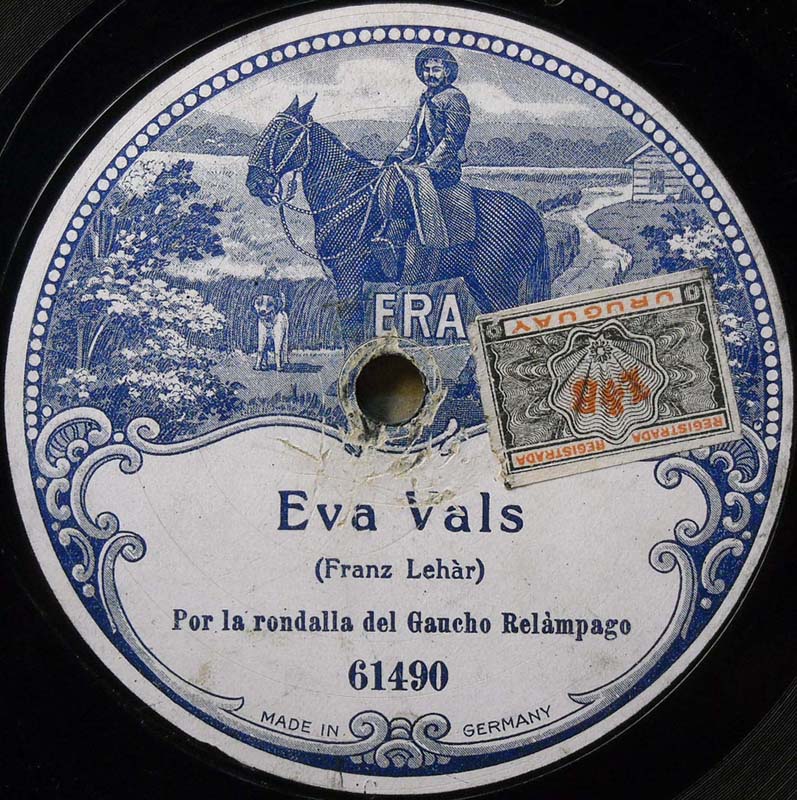 ERA
URUGUAY
REGISTRADA
REGISTRADA
Eva Vals
(Franz Lehàr)
Por la rondalla del Gaucho Relàmpago
61490
MADE IN GERMANY